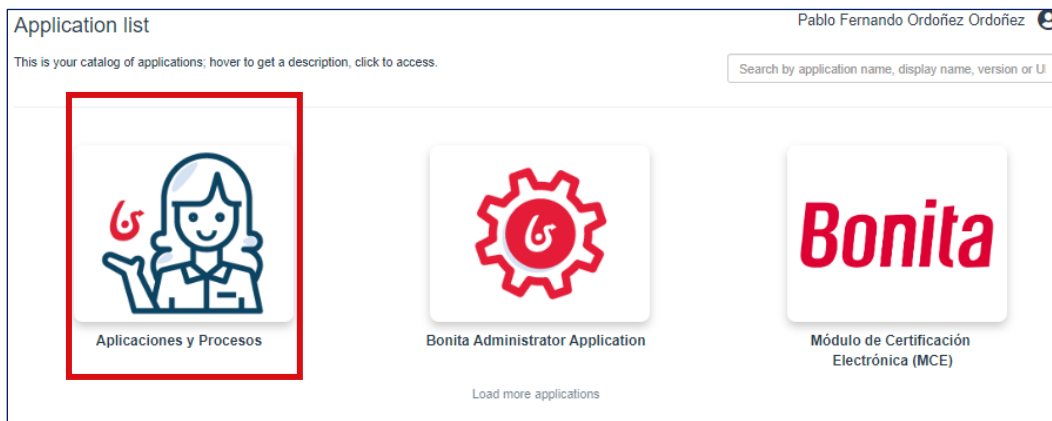 Application list
Pablo Fernando Ordoñez Ordoñez
This is your catalog of applications; hover to get a description, click to access.
Search by application name, display name, version or U
Bonita
Aplicaciones y Procesos
Bonita Administrator Application
Módulo de Certificación
Electrónica (MCE)
Load more applications